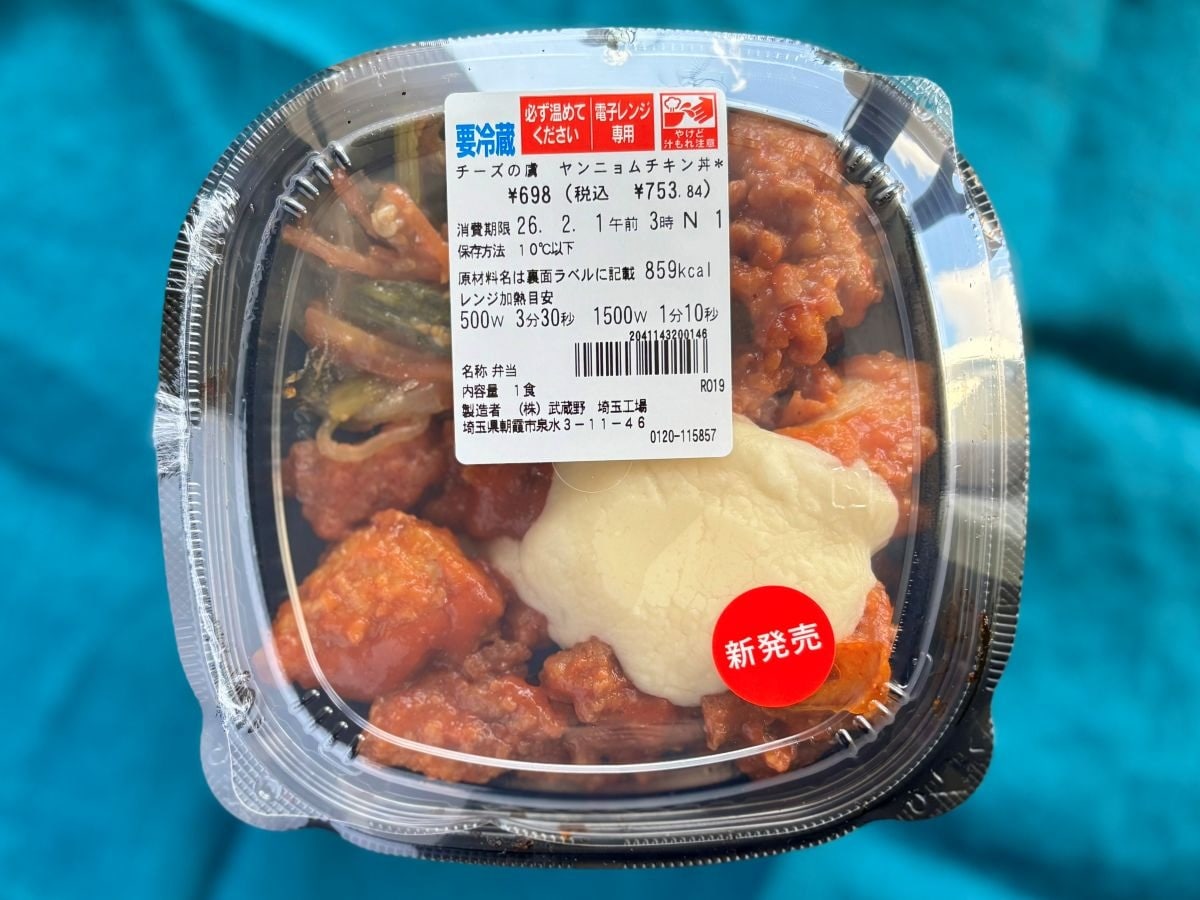 要冷蔵
必ず温めて
ください
電子レンジ
専用
やけど
汁もれ注意
チーズの虜 ヤンニョムチキン丼*
¥698 (税込 ¥753.84)
消費期限 26. 2. 1午前 3時 N 1
保存方法 10℃以下
原材料名は裏面ラベルに記載 859kcal
レンジ加熱目安
500W 3分30秒 1500W 1分10秒
2041143200146
名称 弁当
内容量 1食
R019
製造者 (株)武蔵野 埼玉工場
埼玉県朝霞市泉水3-11-46
0120-115857
新発売